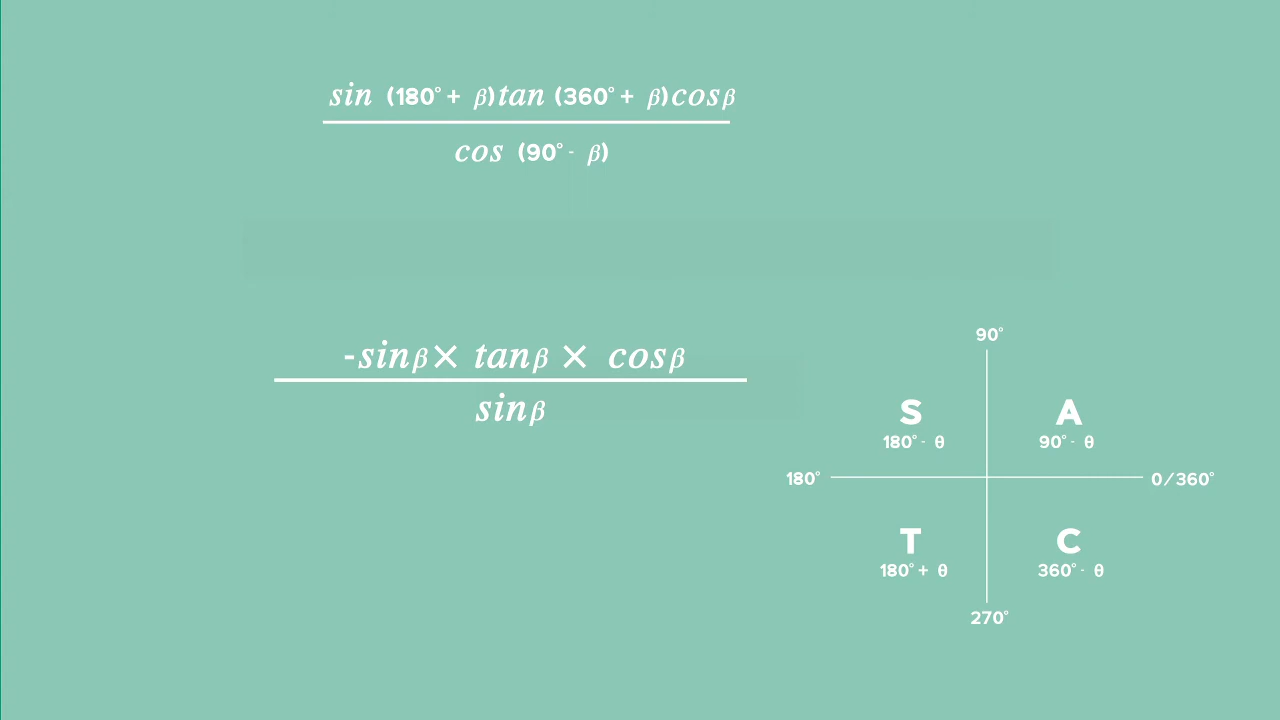 sin (180°+ β)tan (360°+ β)cosβ
cos (90°- β)
-sinβ× tanβ × cosβ
sinβ
90°
S A
180°- θ 90°- θ
180° 0/360°
T C
180°+ θ 360°- θ
270°